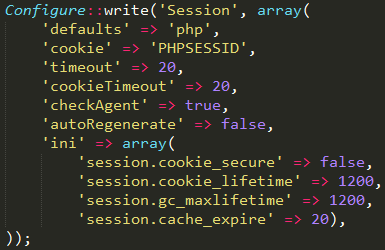 Configure::write('Session', array(
'defaults' => 'php',
'cookie' => 'PHPSESSID',
'timeout' => 20,
'cookieTimeout' => 20,
'checkAgent' => true,
'autoRegenerate' => false,
'ini' => array(
'session.cookie_secure' => false,
'session.cookie_lifetime' => 1200,
'session.gc_maxlifetime' => 1200,
'session.cache_expire' => 20),
));